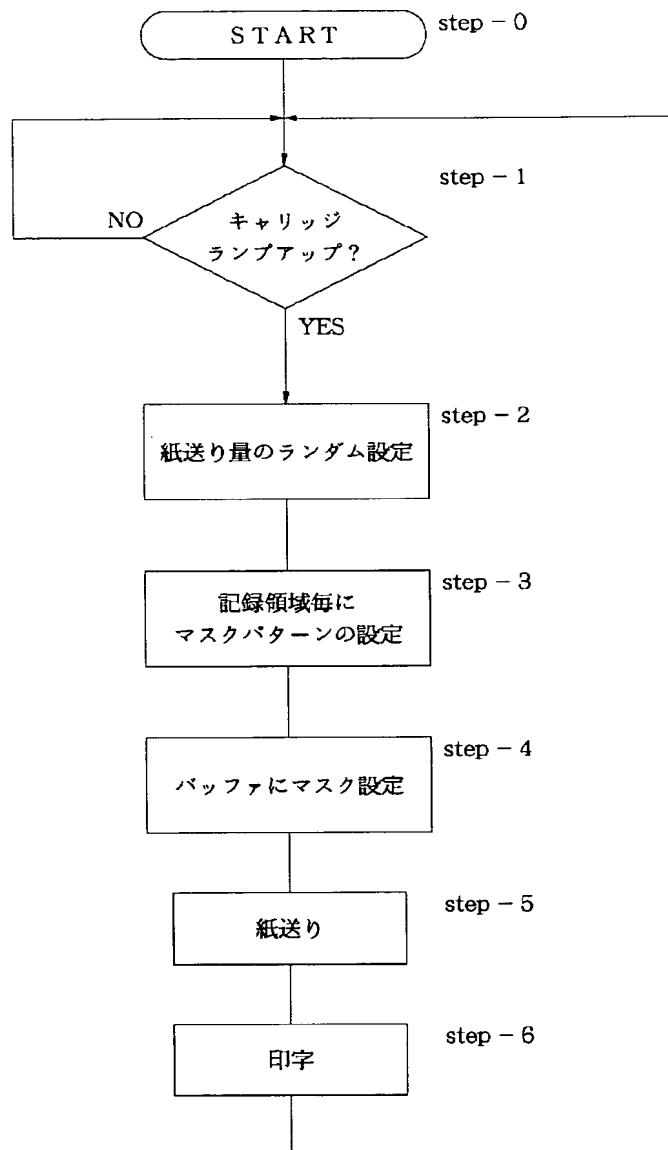 START
step-0
step-1
キャリッジ
ランプアップ?
NO
YES
step-2
紙送り量のランダム設定
step-3
記録領域毎に
マスクパターンの設定
step-4
バッファにマスク設定
step-5
紙送り
step-6
印字